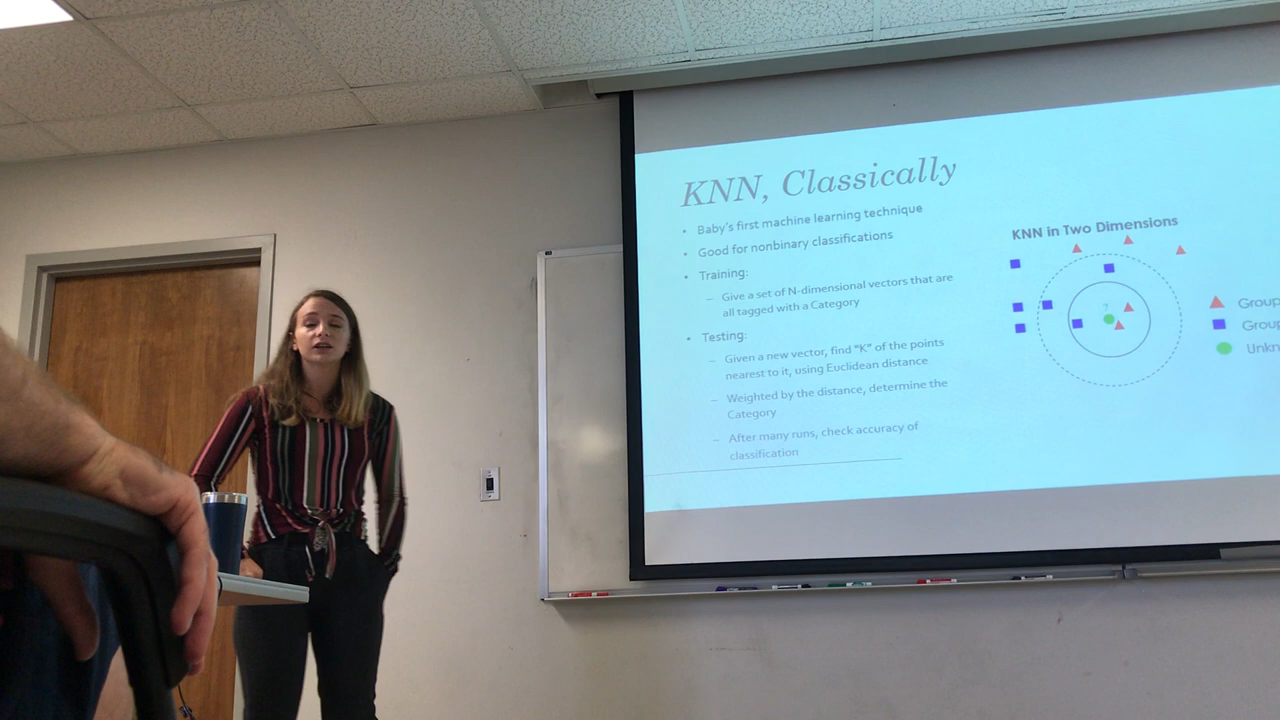 KNN, Classically
Baby's first machine learning technique
Good for nonbinary classifications
Training:
Give a set of N-dimensional vectors that are
all tagged with a Category
Testing:
Given a new vector, find "K" of the points
nearest to it, using Euclidean distance
Weighted by the distance, determine the
Category
After many runs, check accuracy of
classification
KNN in Two Dimensions
?
Group
Group
Unkn